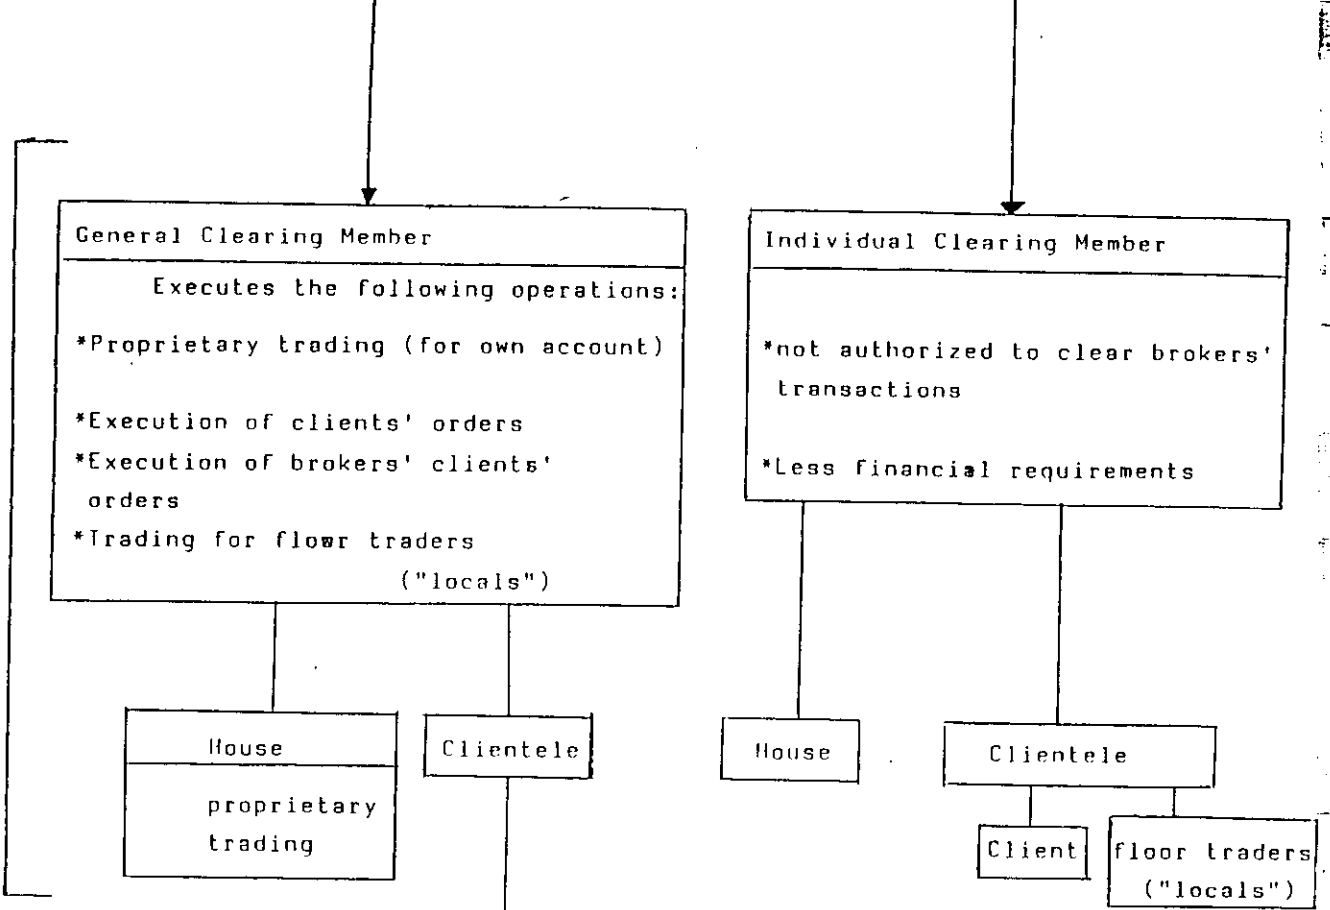 General Clearing Member
Executes the following operations:
*Proprietary trading (for own account)
*Execution of clients' orders
*Execution of brokers' clients'
orders
*Trading for floor traders
("locals")
House
proprietary
trading
Clientele
Individual Clearing Member
*not authorized to clear brokers'
transactions
*Less financial requirements
House
Clientele
Client
floor traders
("locals")